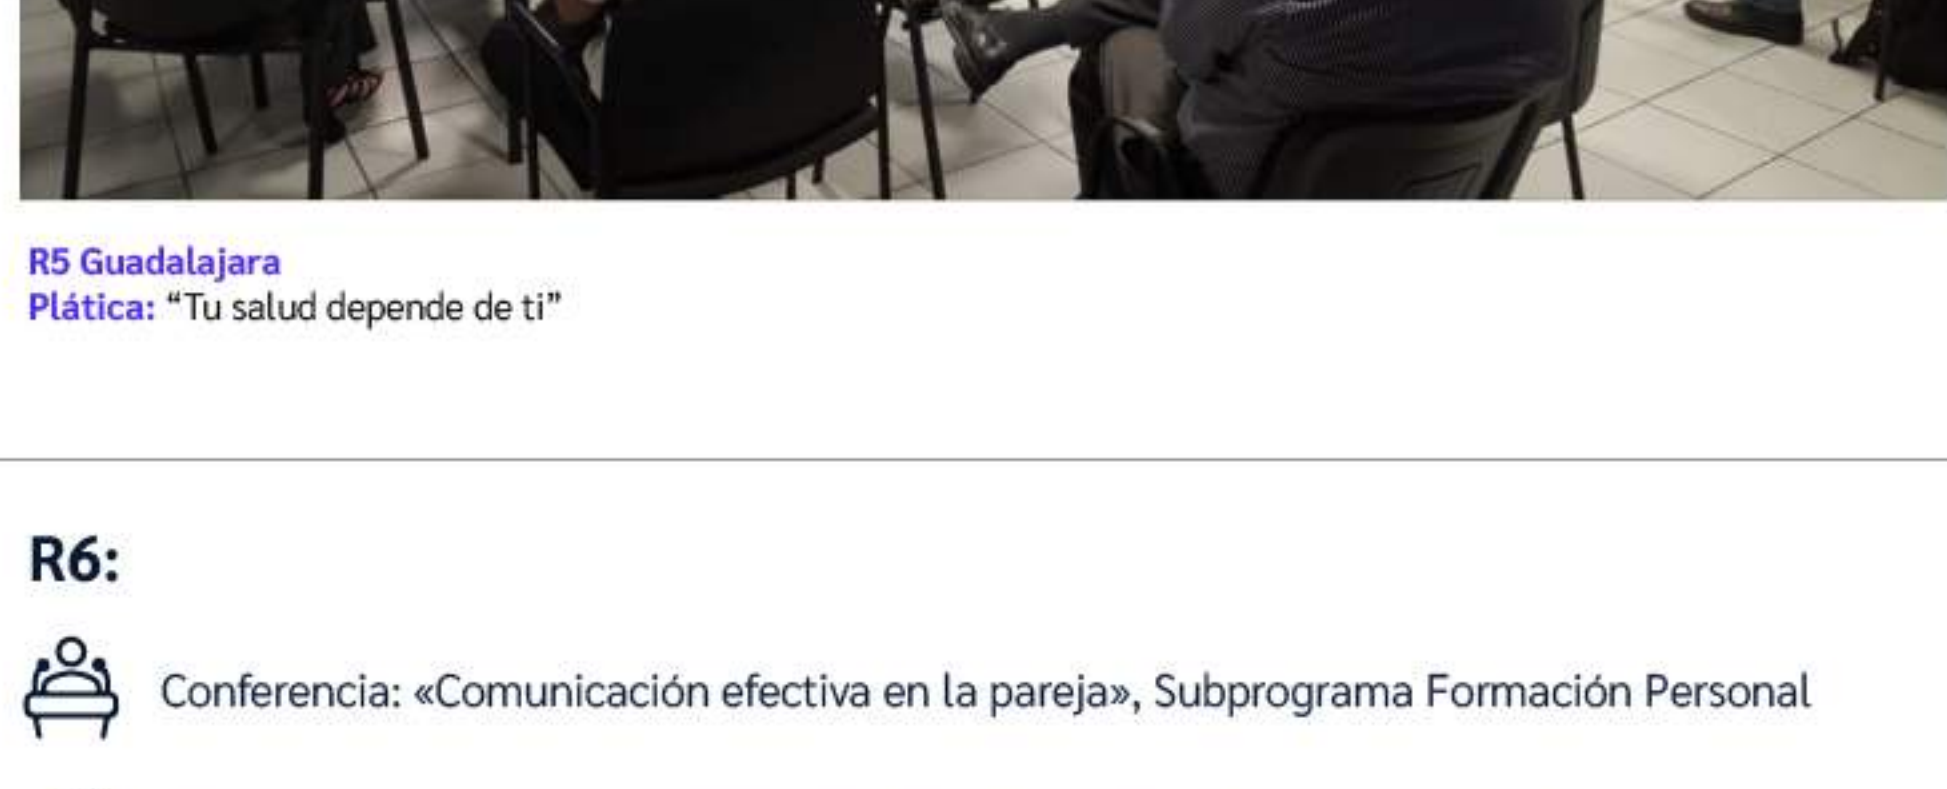 R5 Guadalajara
Plática: “Tu salud depende de ti”
R6:
Conferencia: «Comunicación efectiva en la pareja», Subprograma Formación Personal